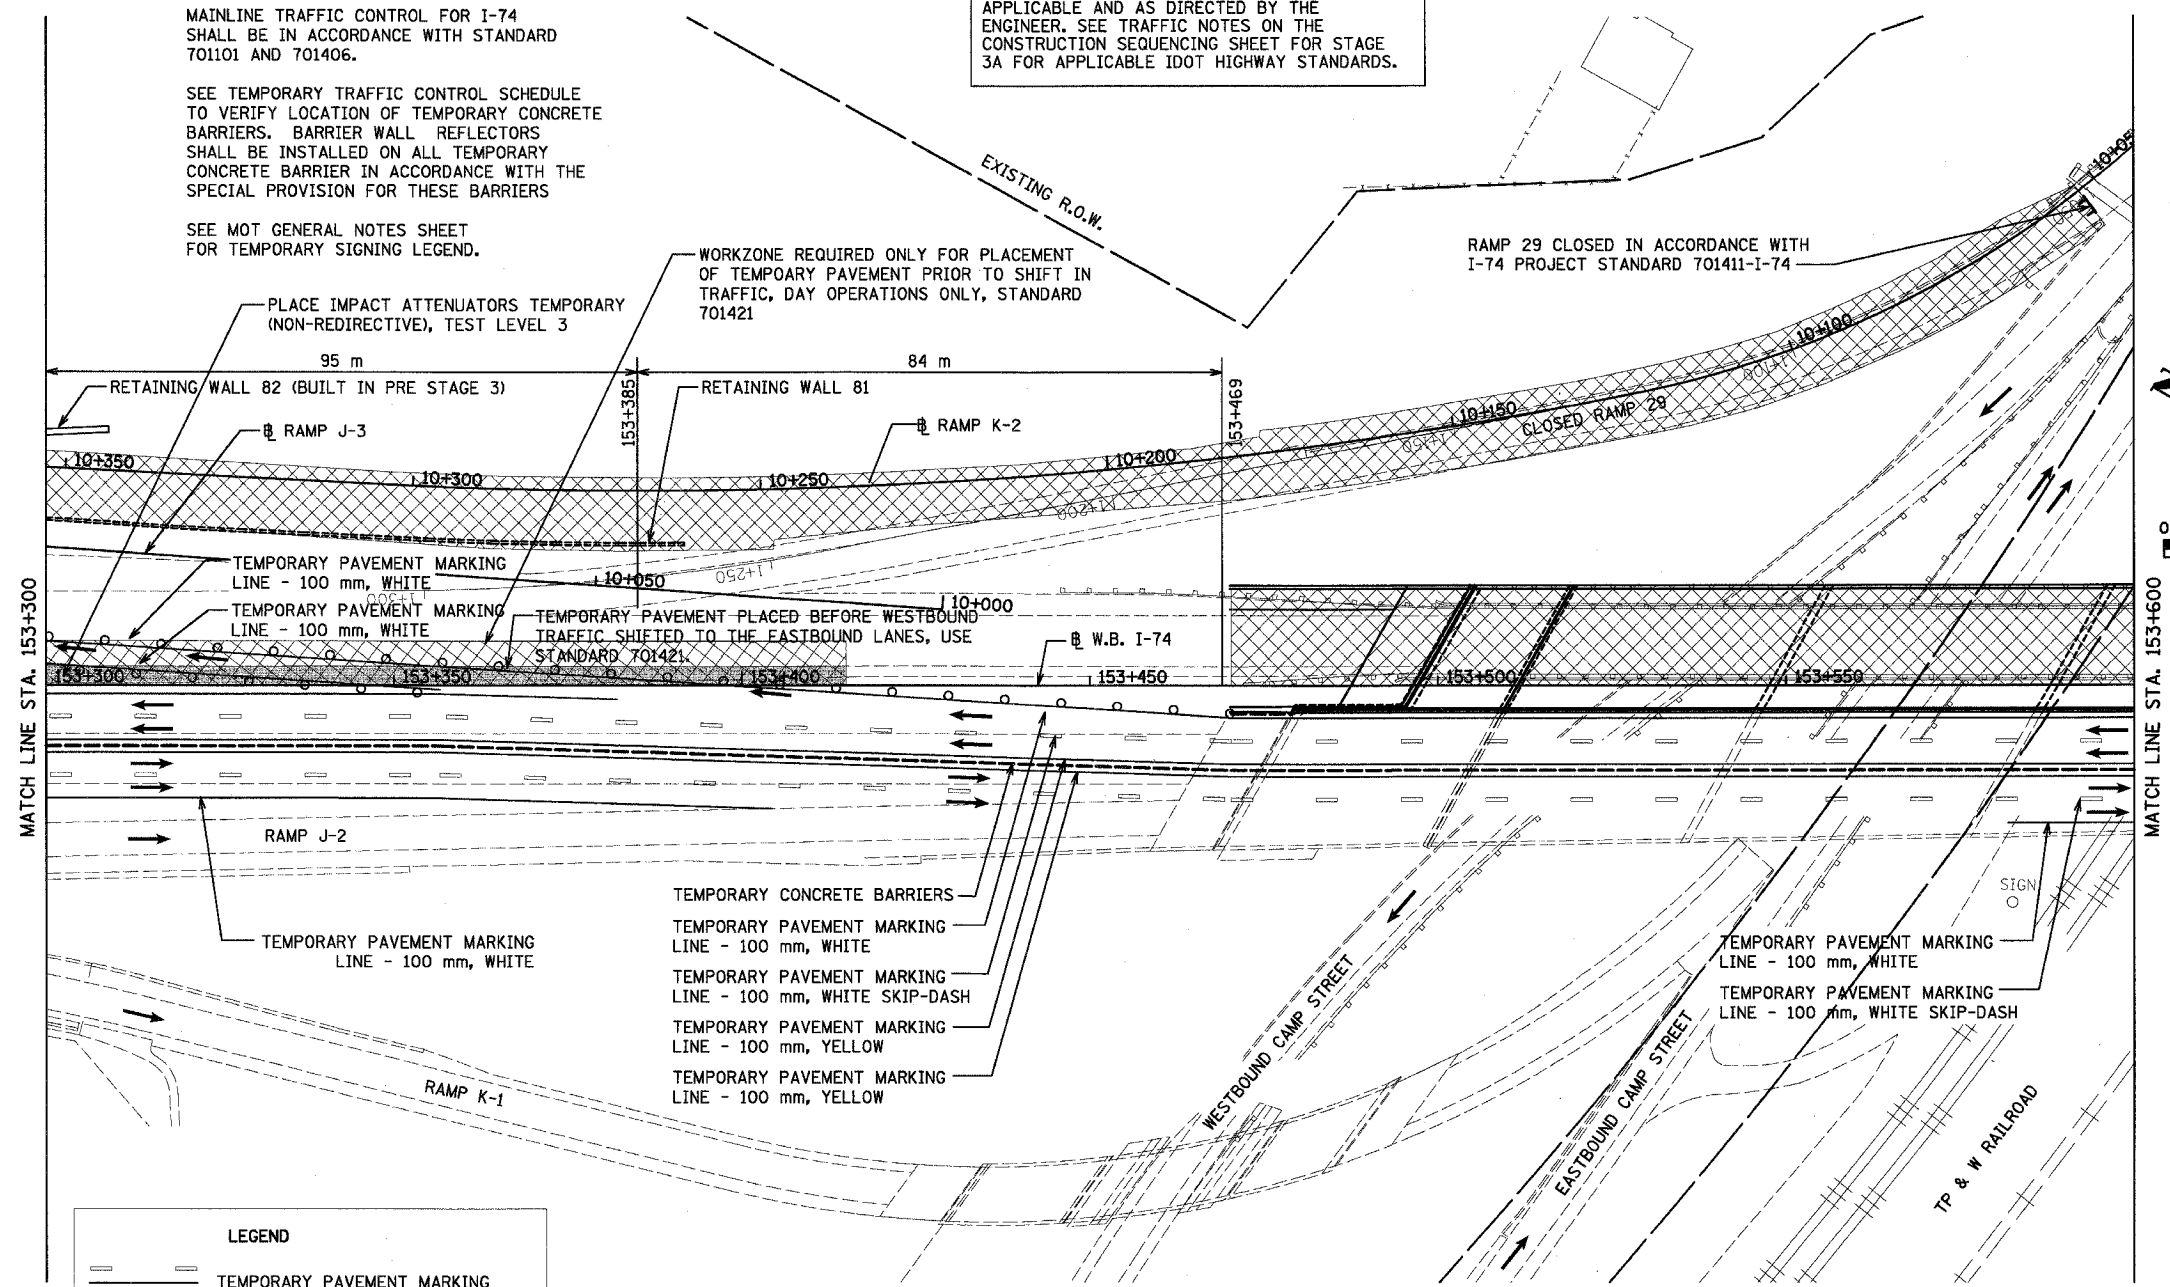 MAINLINE TRAFFIC CONTROL FOR I-74
SHALL BE IN ACCORDANCE WITH STANDARD
701101 AND 701406.
SEE TEMPORARY TRAFFIC CONTROL SCHEDULE
TO VERIFY LOCATION OF TEMPORARY CONCRETE
BARRIERS. BARRIER WALL REFLECTORS
SHALL BE INSTALLED ON ALL TEMPORARY
CONCRETE BARRIER IN ACCORDANCE WITH THE
SPECIAL PROVISION FOR THESE BARRIERS
SEE MOT GENERAL NOTES SHEET
FOR TEMPORARY SIGNING LEGEND.
APPLICABLE AND AS DIRECTED BY THE
ENGINEER. SEE TRAFFIC NOTES ON THE
CONSTRUCTION SEQUENCING SHEET FOR STAGE
3A FOR APPLICABLE IDOT HIGHWAY STANDARDS.
EXISTING R.O.W.
10+05
RAMP 29 CLOSED IN ACCORDANCE WITH
I-74 PROJECT STANDARD 701411-I-74
WORKZONE REQUIRED ONLY FOR PLACEMENT
OF TEMPOARY PAVEMENT PRIOR TO SHIFT IN
TRAFFIC, DAY OPERATIONS ONLY, STANDARD
701421
PLACE IMPACT ATTENUATORS TEMPORARY
(NON-REDIRECTIVE), TEST LEVEL 3
95 m
84 m
RETAINING WALL 82 (BUILT IN PRE STAGE 3)
153+385
RETAINING WALL 81
153+469
RAMP J-3
RAMP K-2
10+350
10+300
10+250
10+200
10+150
10+100
CLOSED RAMP 29
11+100
11+150
11+200
11+250
11+300
TEMPORARY PAVEMENT MARKING
LINE - 100 mm, WHITE
10+050
10+000
TEMPORARY PAVEMENT MARKING
LINE - 100 mm, WHITE
TEMPORARY PAVEMENT PLACED BEFORE WESTBOUND
TRAFFIC SHIFTED TO THE EASTBOUND LANES, USE
STANDARD 701421.
W.B. I-74
153+300
153+350
153+400
153+450
153+500
153+550
MATCH LINE STA. 153+300
MATCH LINE STA. 153+600
N
RAMP J-2
TEMPORARY CONCRETE BARRIERS
TEMPORARY PAVEMENT MARKING
LINE - 100 mm, WHITE
TEMPORARY PAVEMENT MARKING
LINE - 100 mm, WHITE
TEMPORARY PAVEMENT MARKING
LINE - 100 mm, WHITE SKIP-DASH
TEMPORARY PAVEMENT MARKING
LINE - 100 mm, YELLOW
TEMPORARY PAVEMENT MARKING
LINE - 100 mm, YELLOW
SIGN
TEMPORARY PAVEMENT MARKING
LINE - 100 mm, WHITE
TEMPORARY PAVEMENT MARKING
LINE - 100 mm, WHITE SKIP-DASH
WESTBOUND CAMP STREET
EASTBOUND CAMP STREET
RAMP K-1
TP & W RAILROAD
LEGEND
TEMPORARY PAVEMENT MARKING